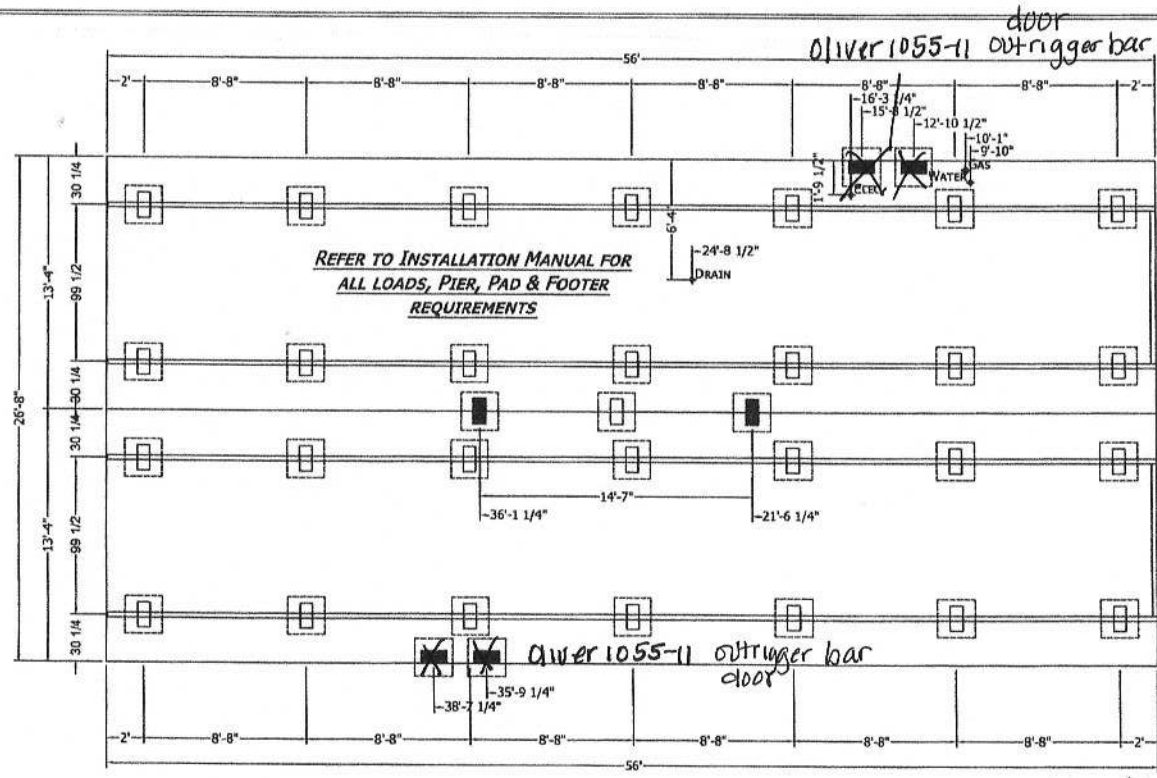 door
oliver 1055-11 outrigger bar
56'
2' 8'-8" 8'-8" 8'-8" 8'-8" 8'-8" 8'-8" 2'
~16'-3 1/4"
~15'-8 1/2"
~12'-10 1/2"
~10'-1"
~9'-10"
GAS
WATER
ELEC
1'-9 1/2"
6'-4"
~24'-8 1/2"
DRAIN
REFER TO INSTALLATION MANUAL FOR
ALL LOADS, PIER, PAD & FOOTER
REQUIREMENTS
30 1/4
99 1/2
30 1/4
13'-4"
26'-8"
30 1/4
99 1/2
30 1/4
13'-4"
14'-7"
~36'-1 1/4"
~21'-6 1/4"
oliver 1055-11 outrigger bar
door
~35'-9 1/4"
~38'-7 1/4"
2' 8'-8" 8'-8" 8'-8" 8'-8" 8'-8" 8'-8" 2'
56'